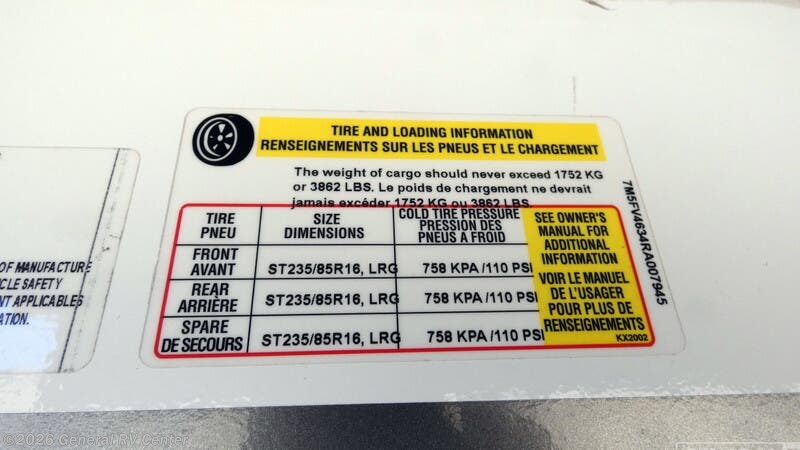 TIRE AND LOADING INFORMATION
RENSEIGNEMENTS SUR LES PNEUS ET LE CHARGEMENT
The weight of cargo should never exceed 1752 KG
or 3862 LBS. Le poids de chargement ne devrait
jamais excéder 1752 KG ou 3862 LBS
TIRE
PNEU
SIZE
DIMENSIONS
COLD TIRE PRESSURE
PRESSION DES
PNEUS A FROID
FRONT
AVANT
ST235/85R16, LRG
758 KPA /110 PSI
REAR
ARRIÈRE
ST235/85R16, LRG
758 KPA /110 PSI
SPARE
DE SECOURS
ST235/85R16, LRG
758 KPA /110 PSI
SEE OWNER'S
MANUAL FOR
ADDITIONAL
INFORMATION
VOIR LE MANUEL
DE L'USAGER
POUR PLUS DE
RENSEIGNEMENTS
KX2002
7M5FV4634RA007945
OF MANUFACTURE
CLE SAFETY
NT APPLICABLES
ATION.
©2026 General RV Center